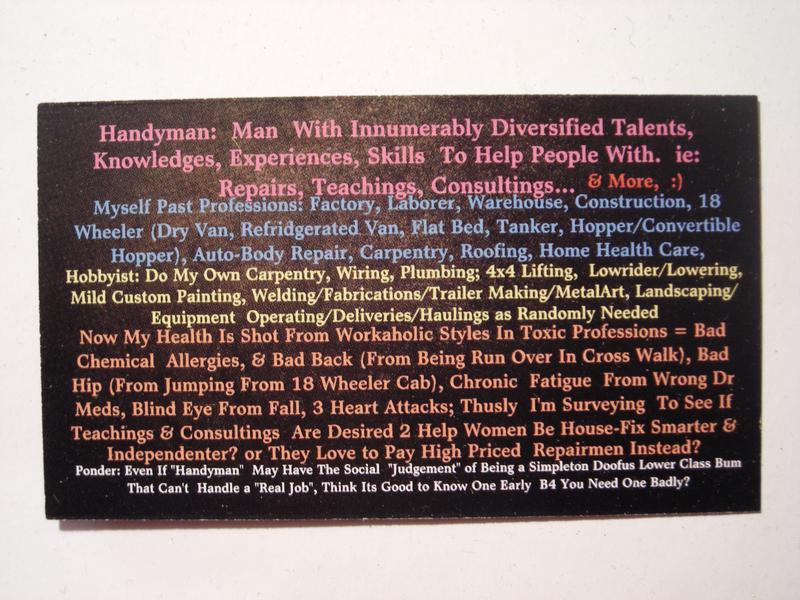 Handyman: Man With Innumerably Diversified Talents,
Knowledges, Experiences, Skills To Help People With. ie:
Repairs, Teachings, Consultings... & More, :)
Myself Past Professions: Factory, Laborer, Warehouse, Construction, 18
Wheeler (Dry Van, Refridgerated Van, Flat Bed, Tanker, Hopper/Convertible
Hopper), Auto-Body Repair, Carpentry, Roofing, Home Health Care,
Hobbyist: Do My Own Carpentry, Wiring, Plumbing; 4x4 Lifting, Lowrider/Lowering,
Mild Custom Painting, Welding/Fabrications/Trailer Making/MetalArt, Landscaping/
Equipment Operating/Deliveries/Haulings as Randomly Needed
Now My Health Is Shot From Workaholic Styles In Toxic Professions = Bad
Chemical Allergies, & Bad Back (From Being Run Over In Cross Walk), Bad
Hip (From Jumping From 18 Wheeler Cab), Chronic Fatigue From Wrong Dr
Meds, Blind Eye From Fall, 3 Heart Attacks; Thusly I'm Surveying To See If
Teachings & Consultings Are Desired 2 Help Women Be House-Fix Smarter &
Independenter? or They Love to Pay High Priced Repairmen Instead?
Ponder: Even If "Handyman" May Have The Social "Judgement" of Being a Simpleton Doofus Lower Class Bum
That Can't Handle a "Real Job", Think Its Good to Know One Early B4 You Need One Badly?